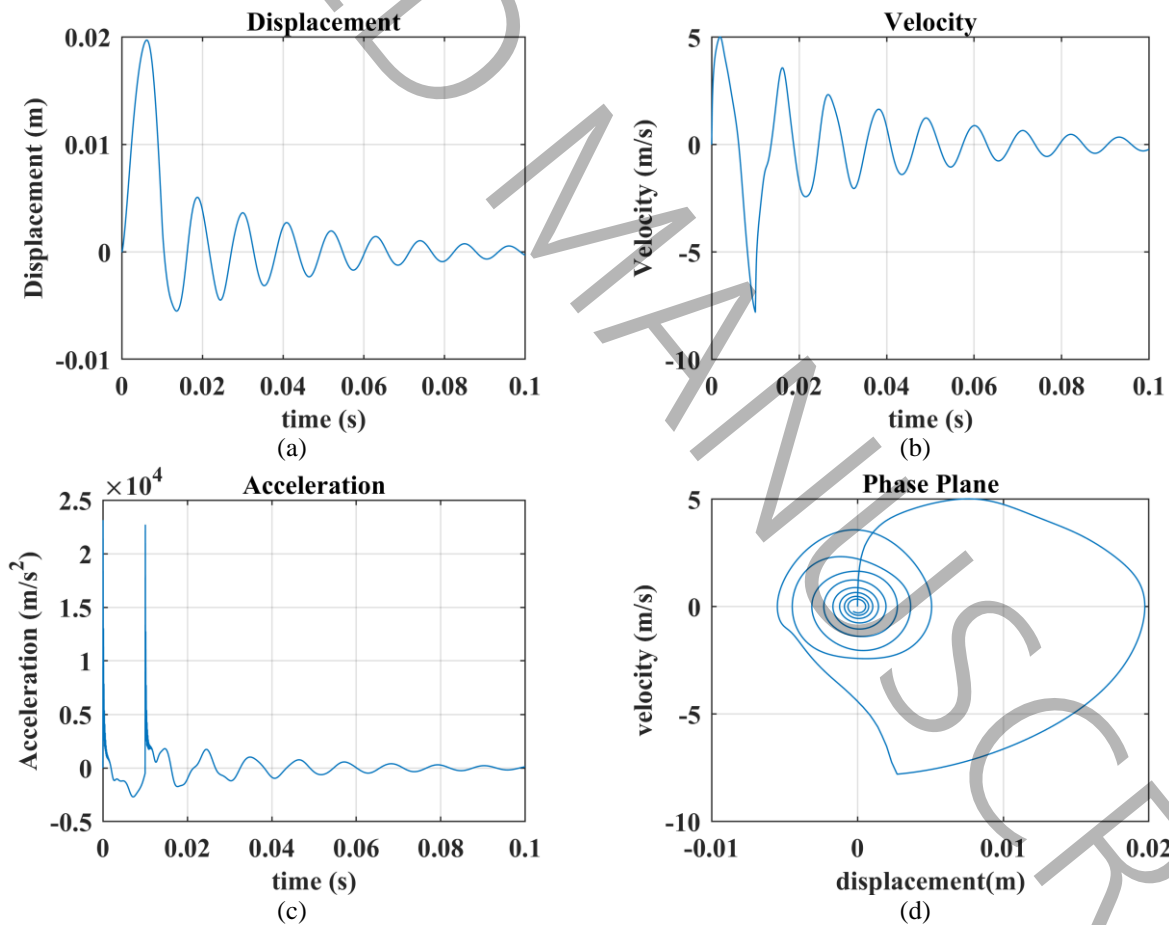 Displacement
0.02
0.01
0
-0.01
Displacement (m)
0 0.02 0.04 0.06 0.08 0.1
time (s)
(a)
Velocity
5
0
-5
-10
Velocity (m/s)
0 0.02 0.04 0.06 0.08 0.1
time (s)
(b)
×10⁴
Acceleration
2.5
2
1.5
1
0.5
0
-0.5
Acceleration (m/s²)
0 0.02 0.04 0.06 0.08 0.1
time (s)
(c)
Phase Plane
5
0
-5
-10
velocity (m/s)
-0.01 0 0.01 0.02
displacement(m)
(d)
D MANUSCR